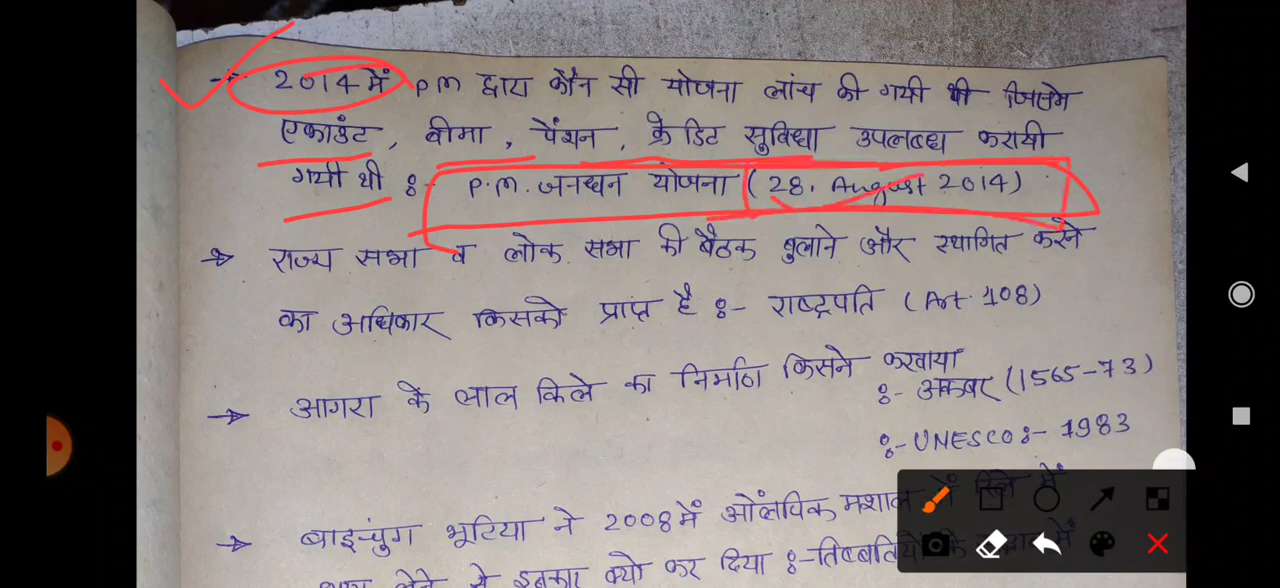 → 2014 में P.M द्वारा कौन सी योजना लांच की गयी थी जिसमे
एकाउंट, बीमा, पेंशन, क्रेडिट सुविधा उपलब्ध करायी
गयी थी :- P.M. जनधन योजना (28. August 2014)
→ राज्य सभा व लोक सभा की बैठक बुलाने और स्थागित करने
का अधिकार किसको प्राप्त है :- राष्ट्रपति (Art. 108)
→ आगरा के लाल किले का निर्माण किसने करवाया
:- अकबर (1565-73)
:- UNESCO :- 1983
→ बाइचुंग भूटिया ने 2008 में ओलंपिक मशाल में
लेने से इनकार क्यो कर दिया :- तिब्बतियो के में